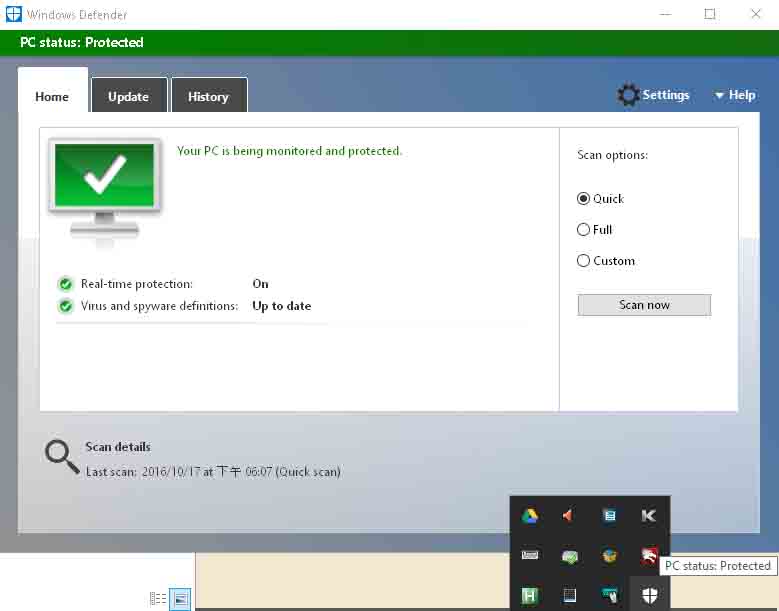 Windows Defender
PC status: Protected
Home
Update
History
Settings
Help
Your PC is being monitored and protected.
Real-time protection: On
Virus and spyware definitions: Up to date
Scan options:
Quick
Full
Custom
Scan now
Scan details
Last scan: 2016/10/17 at 下午 06:07 (Quick scan)
K
H
PC status: Protected